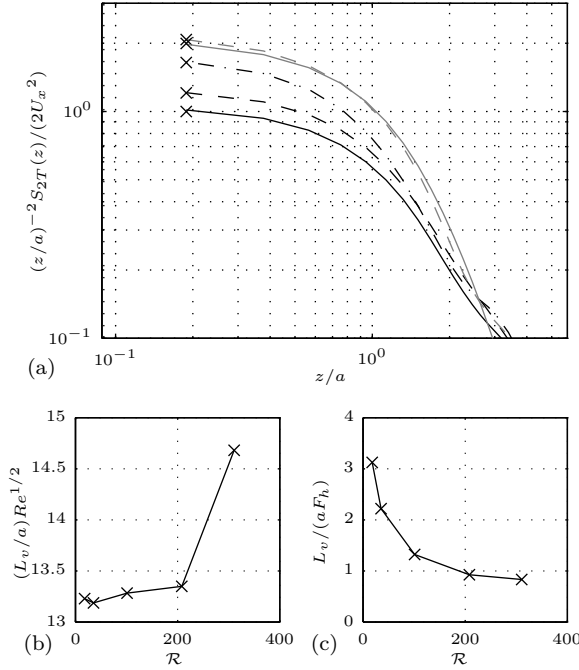 10^0
10^{-1}
(z/a)^{-2}S_{2T}(z)/(2U_x^2)
10^{-1}
10^0
(a)
z/a
15
14.5
14
13.5
13
(L_v/a)Re^{1/2}
0
200
400
(b)
ℛ
4
3
2
1
0
L_v/(aF_h)
0
200
400
(c)
ℛ